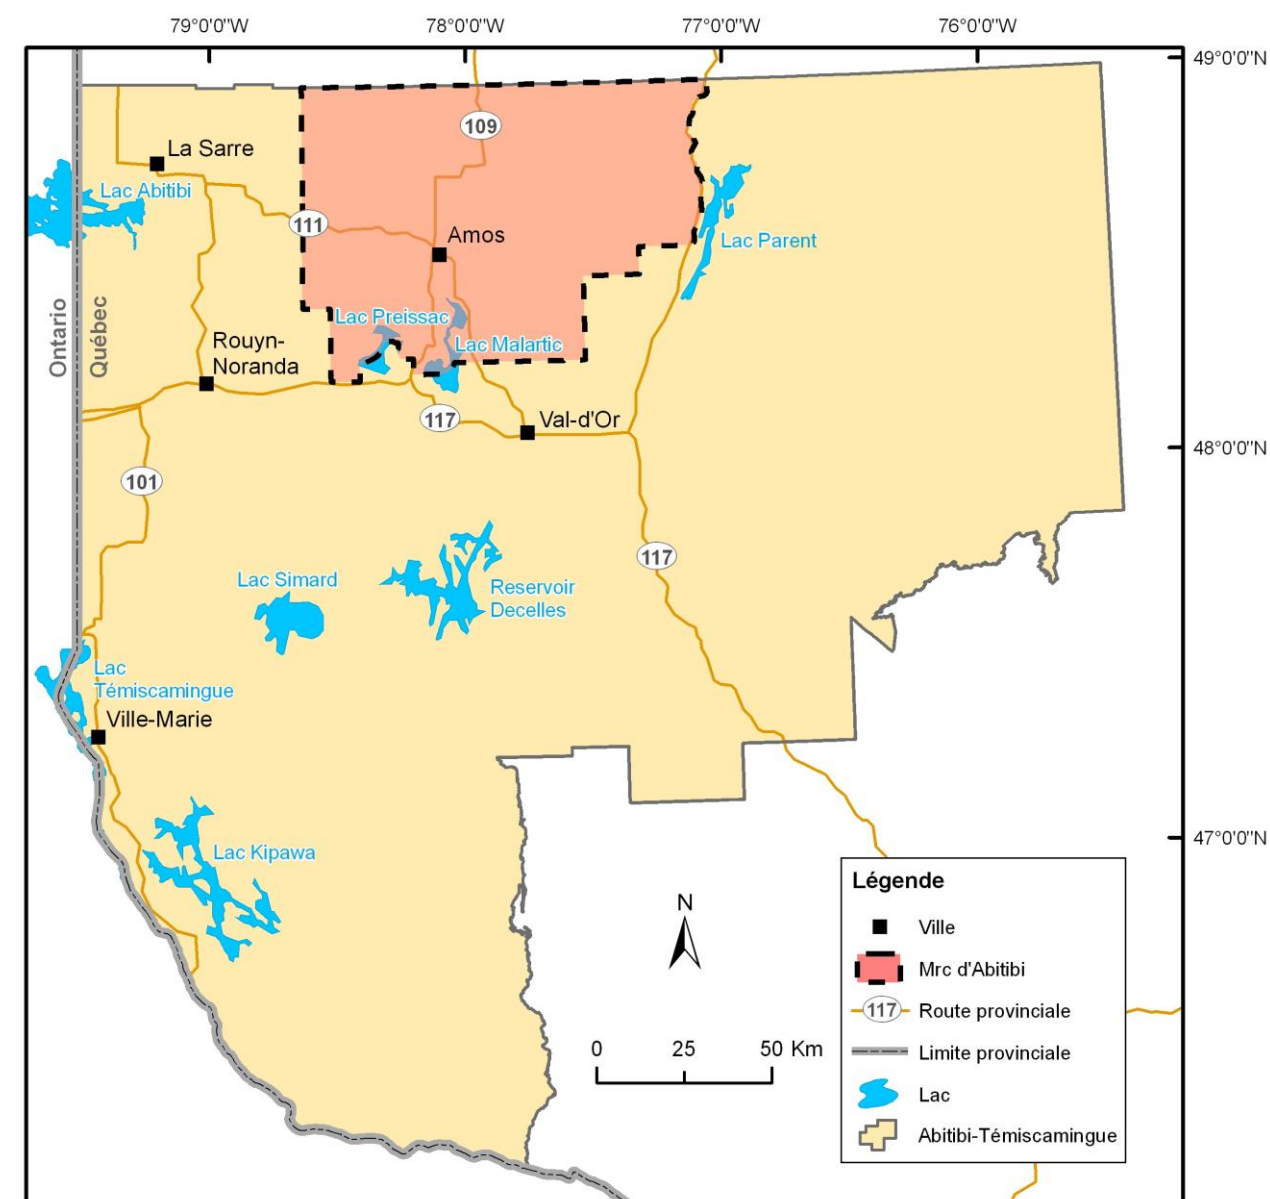 79°0'0"W
78°0'0"W
77°0'0"W
76°0'0"W
49°0'0"N
109
La Sarre
Lac Abitibi
111
Amos
Lac Parent
Ontario
Québec
Lac Preissac
Rouyn-
Noranda
Lac Malartic
117
Val-d'Or
48°0'0"N
101
117
Lac Simard
Reservoir
Decelles
Lac
Témiscamingue
Ville-Marie
47°0'0"N
Lac Kipawa
N
0 25 50 Km
Légende
Ville
Mrc d'Abitibi
117 Route provinciale
Limite provinciale
Lac
Abitibi-Témiscamingue